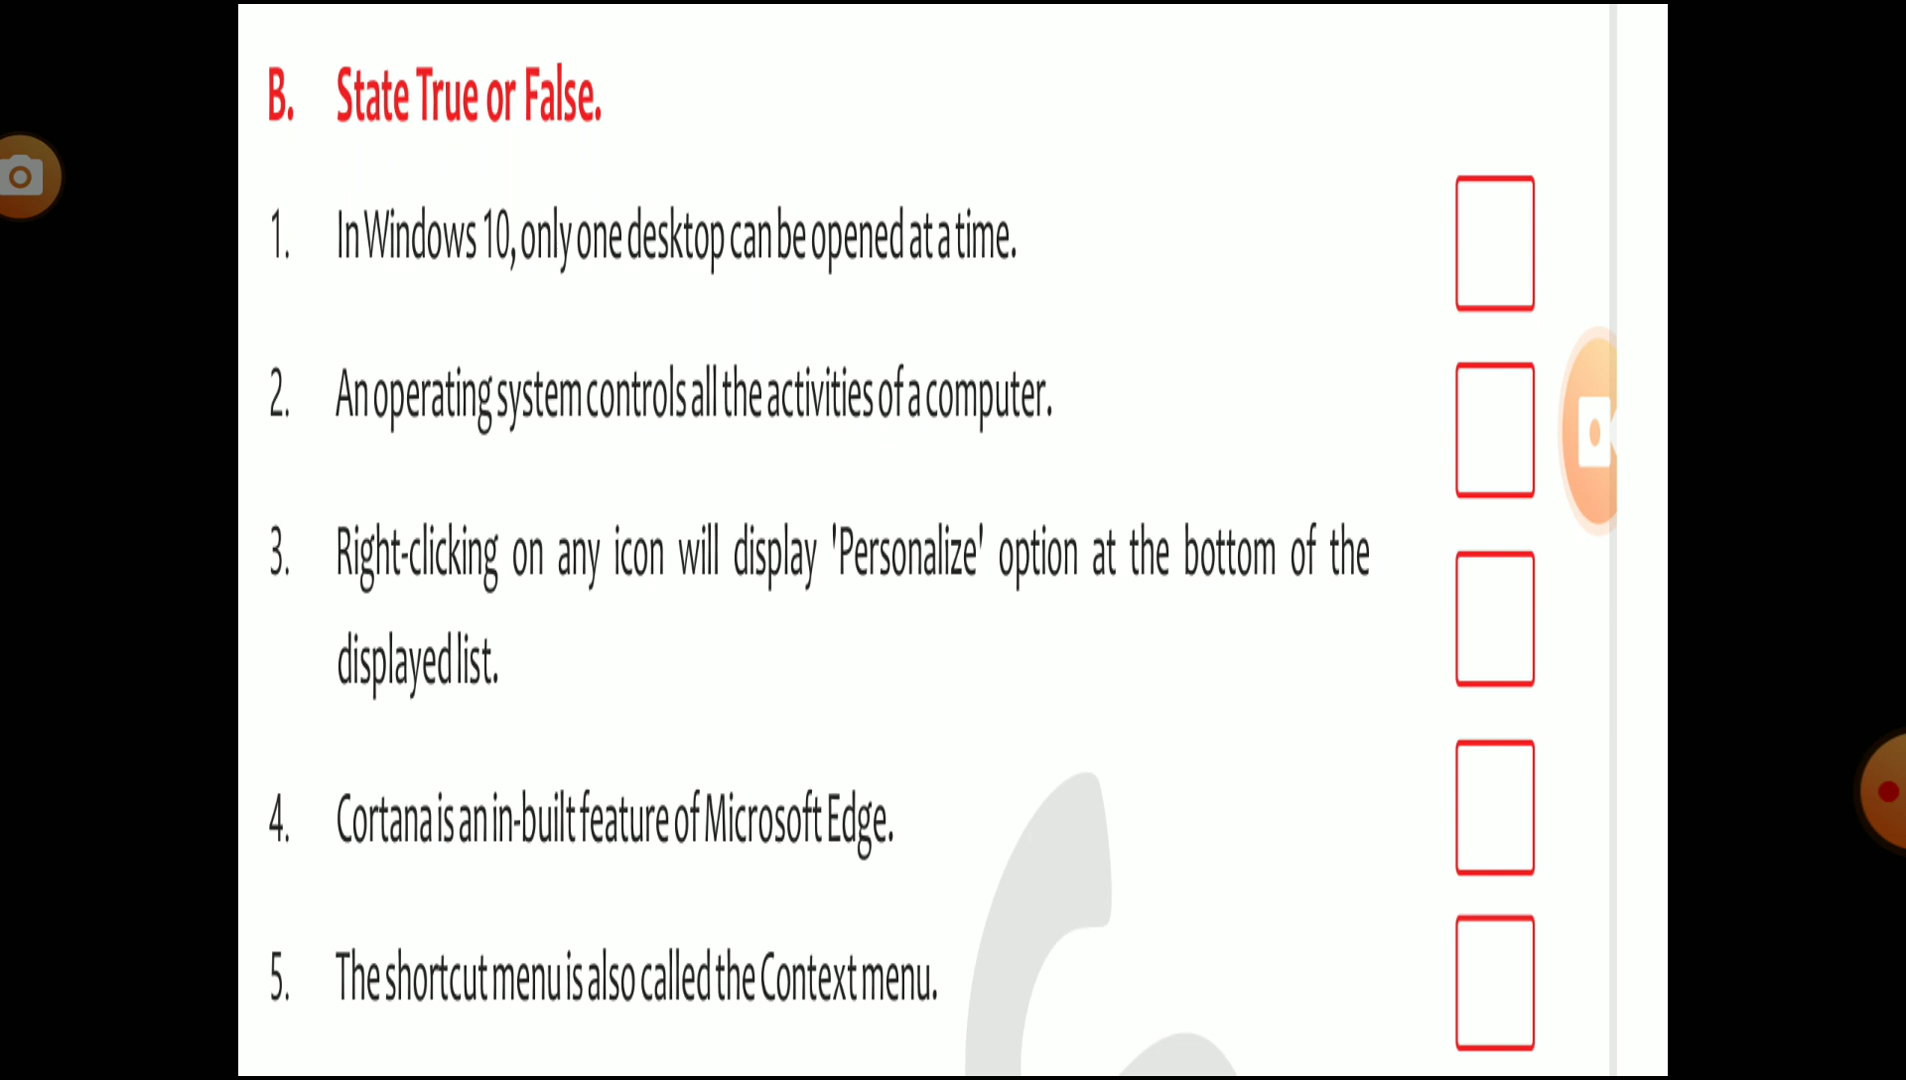 B. State True or False.
1. In Windows 10, only one desktop can be opened at a time.
2. An operating system controls all the activities of a computer.
3. Right-clicking on any icon will display 'Personalize' option at the bottom of the
displayed list.
4. Cortana is an in-built feature of Microsoft Edge.
5. The shortcut menu is also called the Context menu.